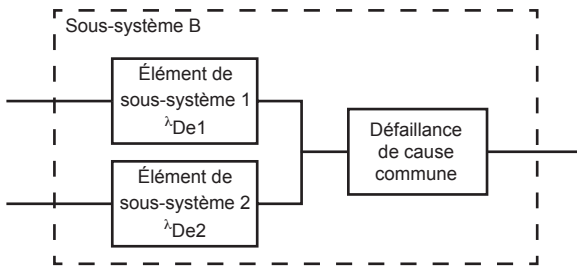 Sous-système B
Élément de
sous-système 1
λDe1
Élément de
sous-système 2
λDe2
Défaillance
de cause
commune